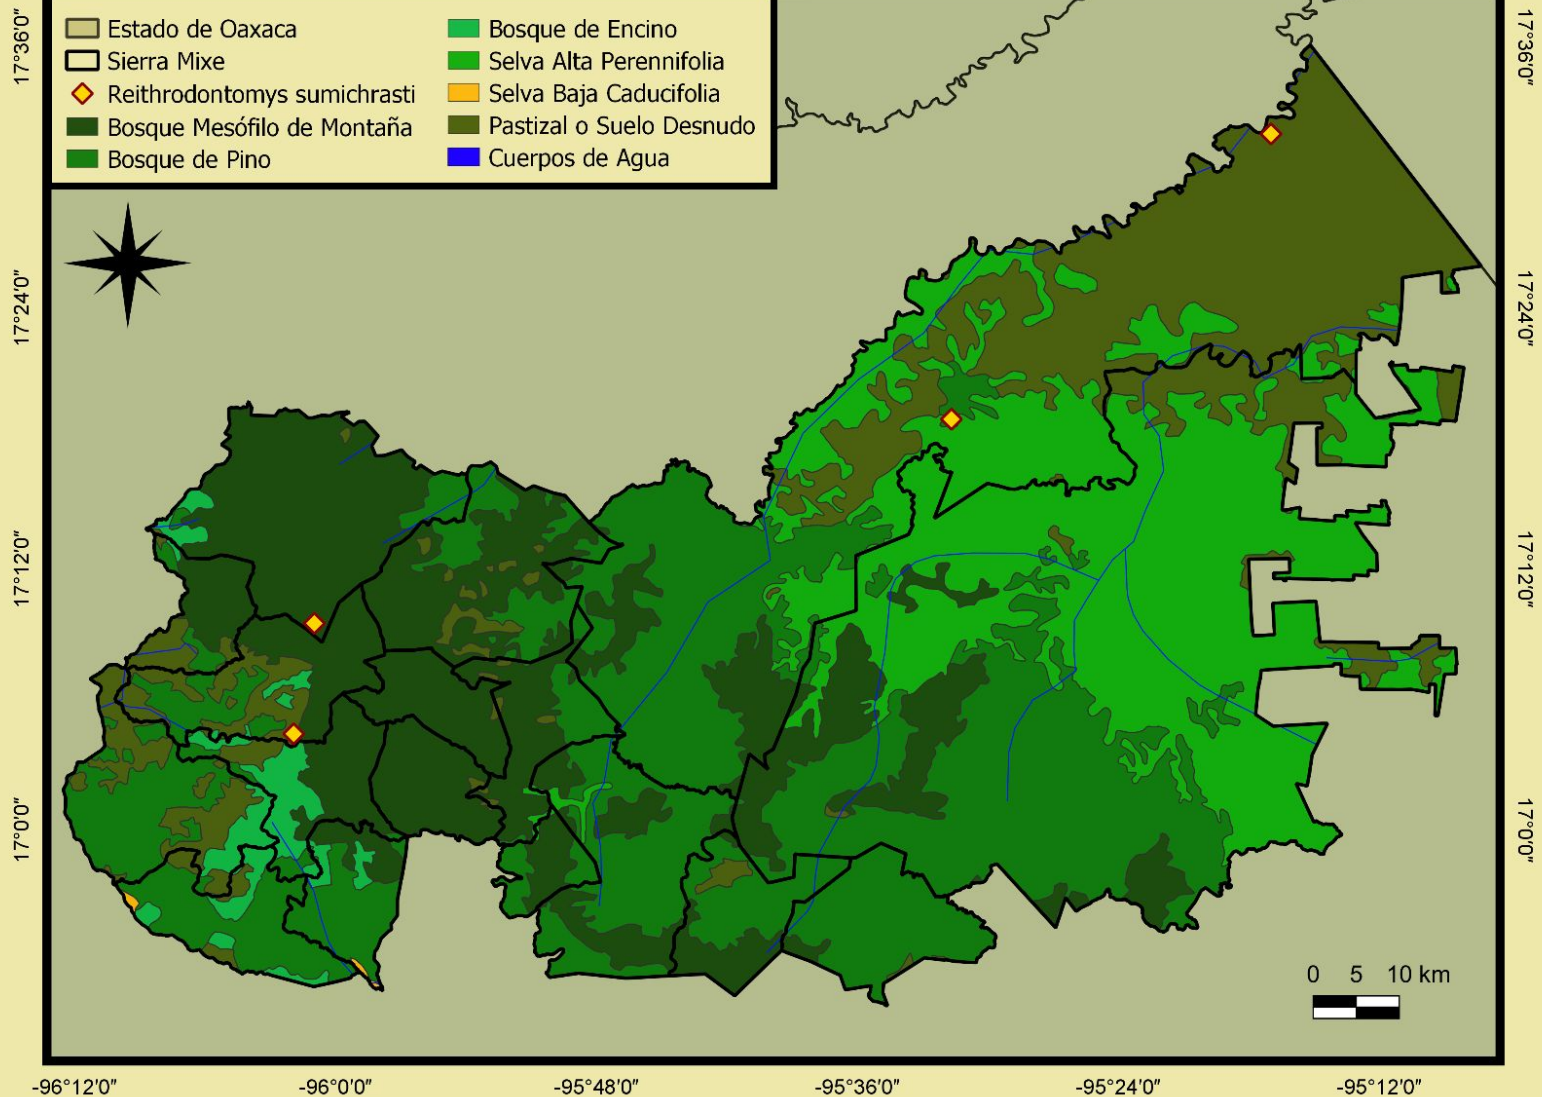 Estado de Oaxaca
Sierra Mixe
Reithrodontomys sumichrasti
Bosque Mesófilo de Montaña
Bosque de Pino
Bosque de Encino
Selva Alta Perennifolia
Selva Baja Caducifolia
Pastizal o Suelo Desnudo
Cuerpos de Agua
17°36'0"
17°24'0"
17°12'0"
17°0'0"
17°36'0"
17°24'0"
17°12'0"
17°0'0"
0 5 10 km
-96°12'0"
-96°0'0"
-95°48'0"
-95°36'0"
-95°24'0"
-95°12'0"